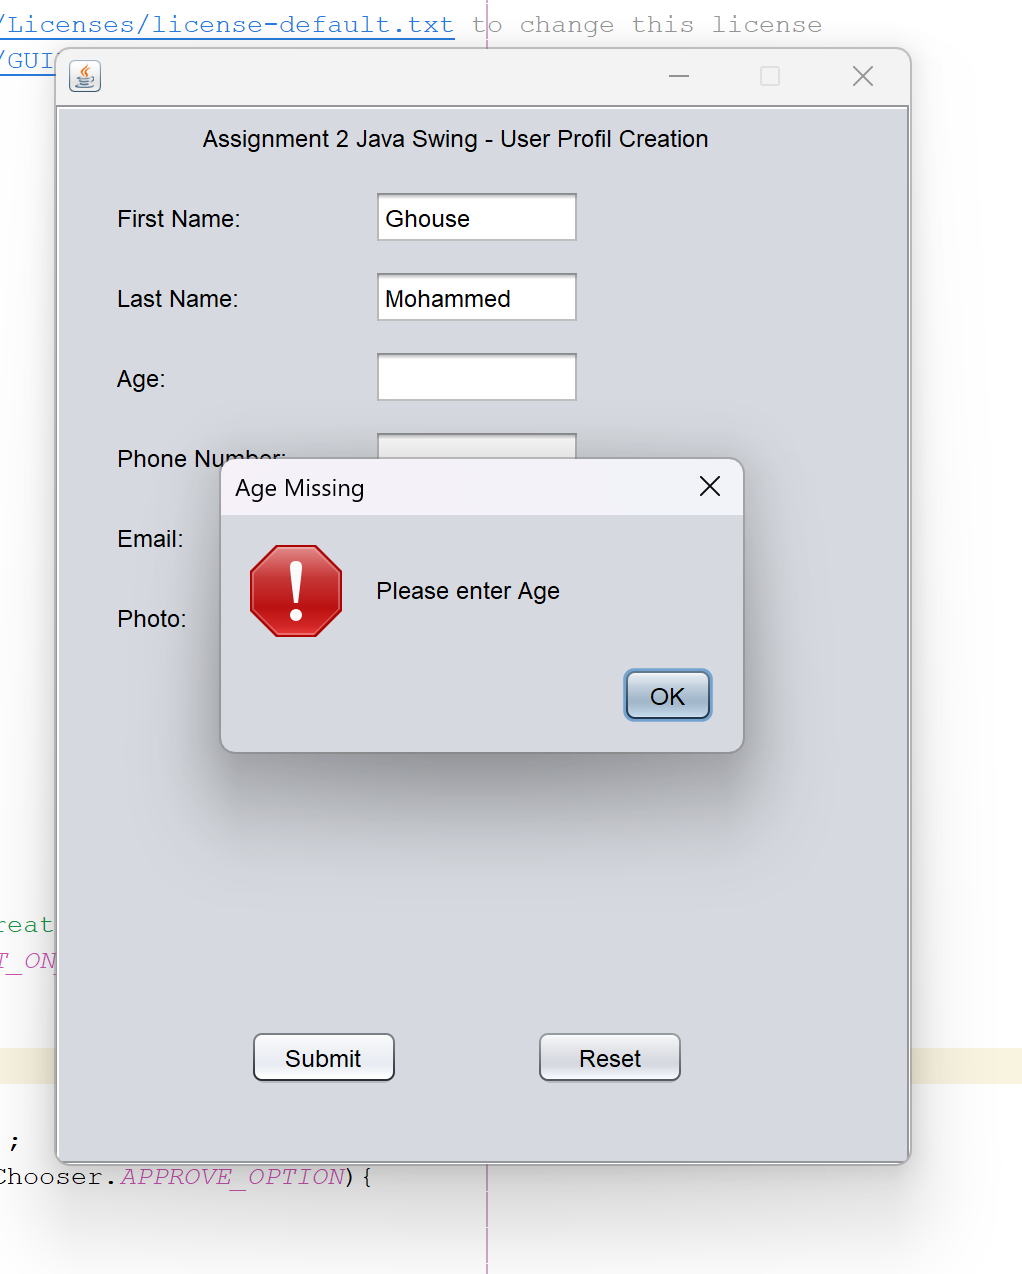 /Licenses/license-default.txt to change this license
/GUI
Assignment 2 Java Swing - User Profil Creation
First Name:
Ghouse
Last Name:
Mohammed
Age:
Phone Number:
Age Missing
Email:
Please enter Age
Photo:
OK
reat
T_ON
Submit
Reset
;
Chooser.APPROVE_OPTION){